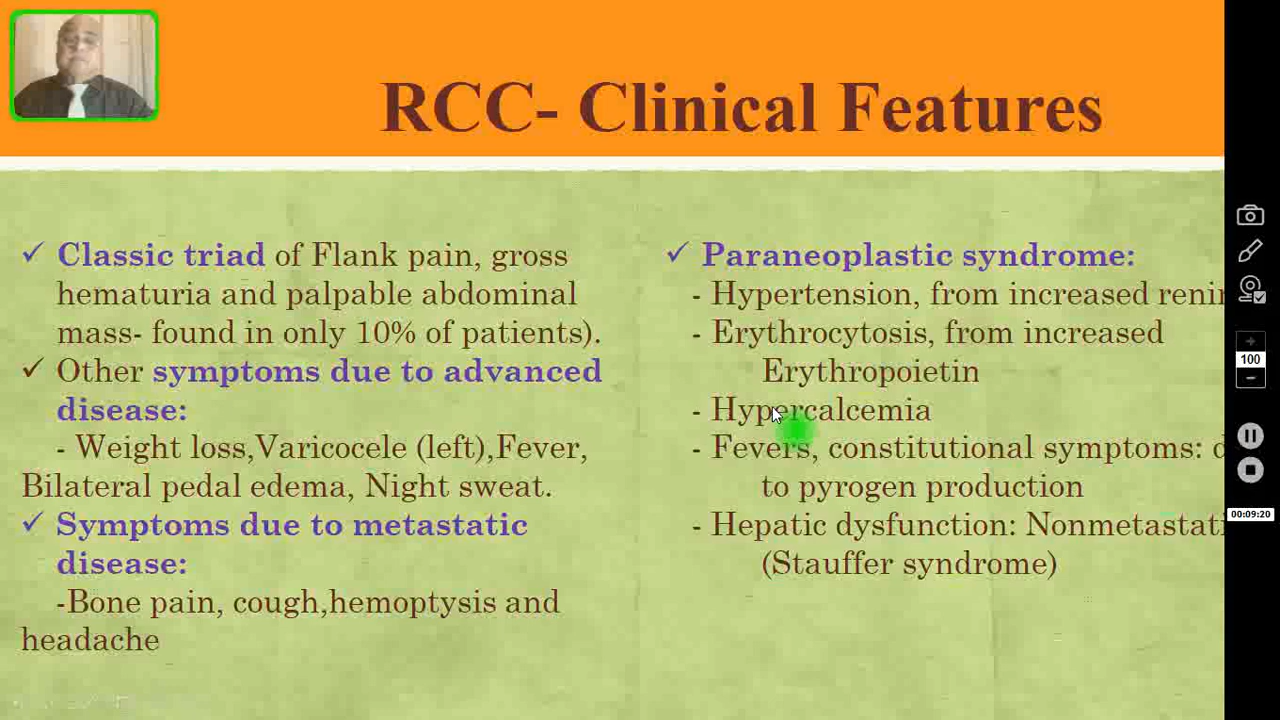 RCC- Clinical Features
✓ Classic triad of Flank pain, gross
hematuria and palpable abdominal
mass- found in only 10% of patients).
✓ Other symptoms due to advanced
disease:
- Weight loss,Varicocele (left),Fever,
Bilateral pedal edema, Night sweat.
✓ Symptoms due to metastatic
disease:
-Bone pain, cough,hemoptysis and
headache
✓ Paraneoplastic syndrome:
- Hypertension, from increased renin
- Erythrocytosis, from increased
Erythropoietin
- Hypercalcemia
- Fevers, constitutional symptoms: d
to pyrogen production
- Hepatic dysfunction: Nonmetastati
(Stauffer syndrome)
100
00:09:20